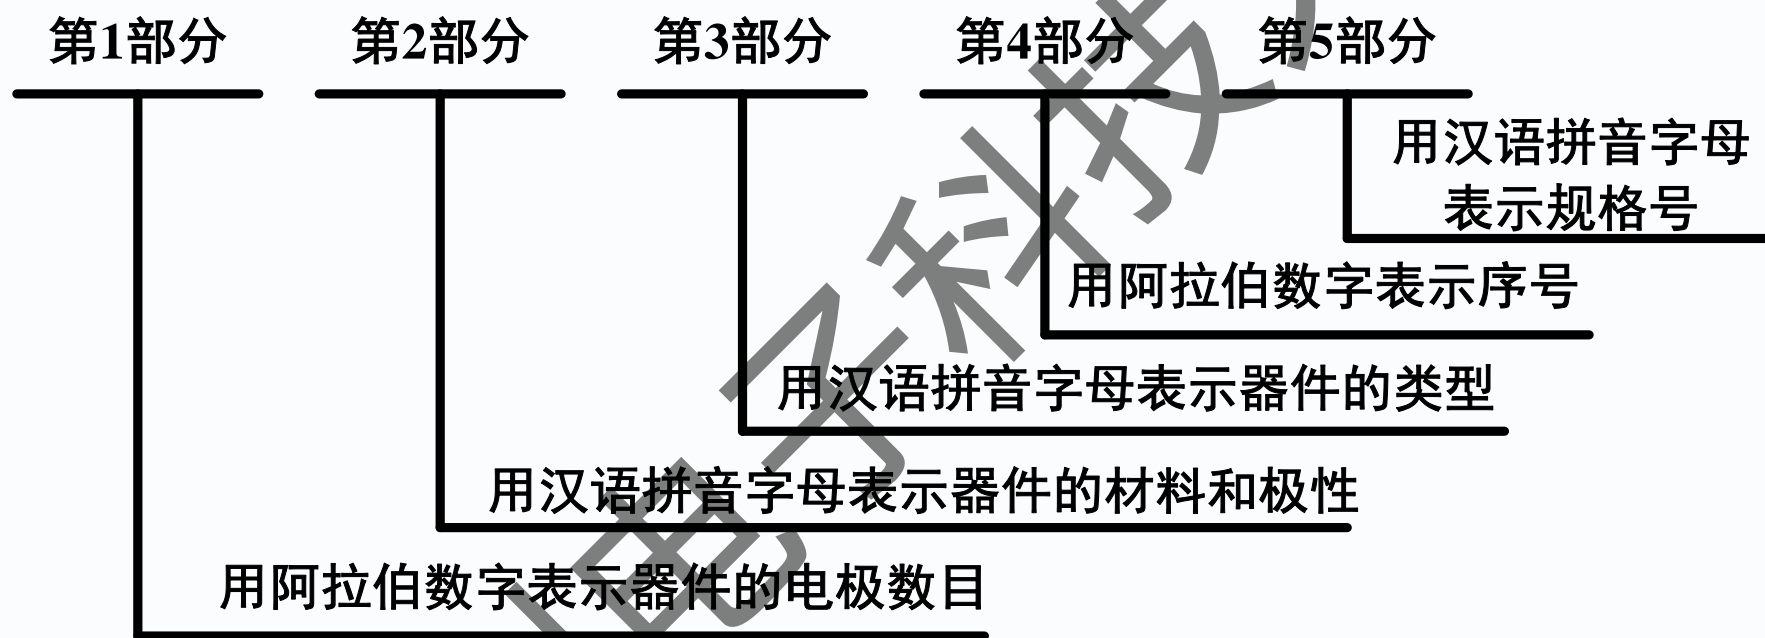 第1部分 第2部分 第3部分 第4部分 第5部分
用汉语拼音字母
表示规格号
用阿拉伯数字表示序号
用汉语拼音字母表示器件的类型
用汉语拼音字母表示器件的材料和极性
用阿拉伯数字表示器件的电极数目
电子科技